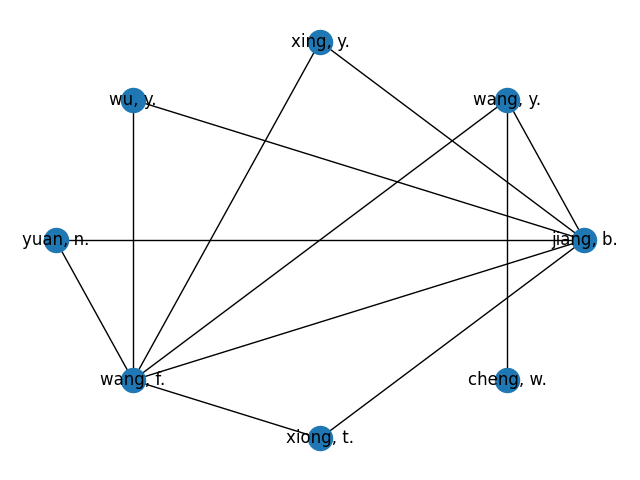 xing, y.
wu, y.
wang, y.
yuan, n.
jiang, b.
wang, f.
cheng, w.
xiong, t.